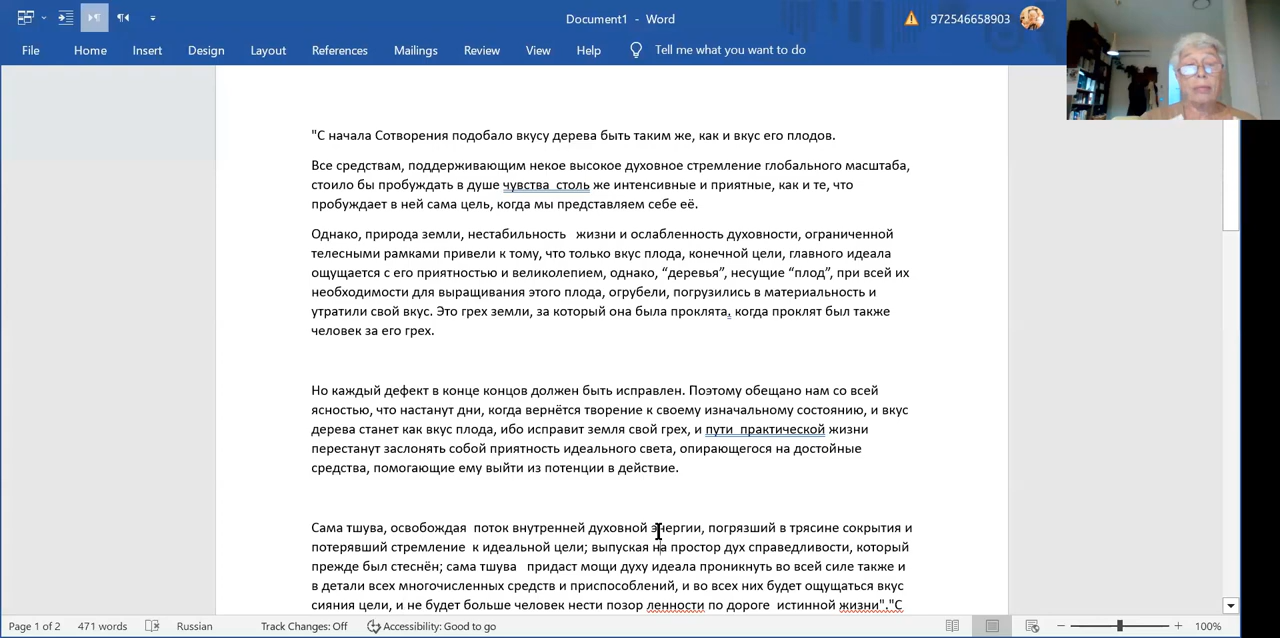 Document1 - Word
972546658903
File Home Insert Design Layout References Mailings Review View Help Tell me what you want to do
"С начала Сотворения подобало вкусу дерева быть таким же, как и вкус его плодов.
Все средствам, поддерживающим некое высокое духовное стремление глобального масштаба,
стоило бы пробуждать в душе чувства столь же интенсивные и приятные, как и те, что
пробуждает в ней сама цель, когда мы представляем себе её.
Однако, природа земли, нестабильность жизни и ослабленность духовности, ограниченной
телесными рамками привели к тому, что только вкус плода, конечной цели, главного идеала
ощущается с его приятностью и великолепием, однако, “деревья”, несущие “плод”, при всей их
необходимости для выращивания этого плода, огрубели, погрузились в материальность и
утратили свой вкус. Это грех земли, за который она была проклята, когда проклят был также
человек за его грех.
Но каждый дефект в конце концов должен быть исправлен. Поэтому обещано нам со всей
ясностью, что настанут дни, когда вернётся творение к своему изначальному состоянию, и вкус
дерева станет как вкус плода, ибо исправит земля свой грех, и пути практической жизни
перестанут заслонять собой приятность идеального света, опирающегося на достойные
средства, помогающие ему выйти из потенции в действие.
Сама тшува, освобождая поток внутренней духовной энергии, погрязший в трясине сокрытия и
потерявший стремление к идеальной цели; выпуская на простор дух справедливости, который
прежде был стеснён; сама тшува придаст мощи духу идеала проникнуть во всей силе также и
в детали всех многочисленных средств и приспособлений, и во всех них будет ощущаться вкус
сияния цели, и не будет больше человек нести позор ленности по дороге истинной жизни"."С
Page 1 of 2 471 words Russian Track Changes: Off Accessibility: Good to go 100%